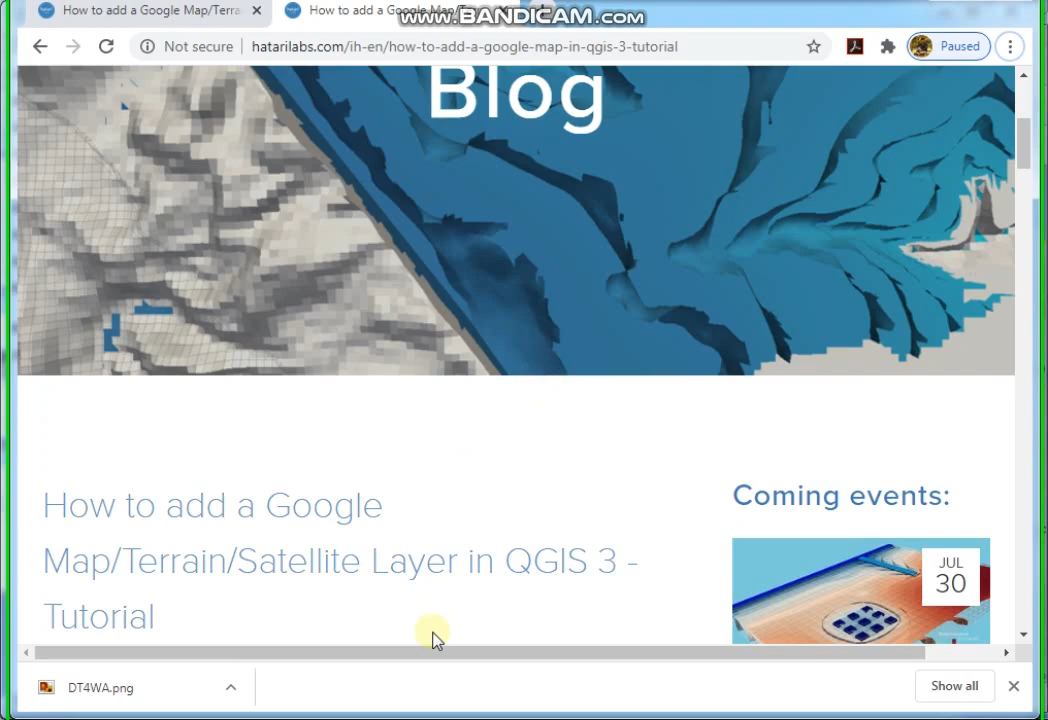 How to add a Google Map/Terra
How to add a Google Map/T
www.BANDICAM.com
Not secure
hatarilabs.com/ih-en/how-to-add-a-google-map-in-qgis-3-tutorial
Paused
Blog
How to add a Google
Map/Terrain/Satellite Layer in QGIS 3 -
Tutorial
Coming events:
JUL
30
DT4WA.png
Show all